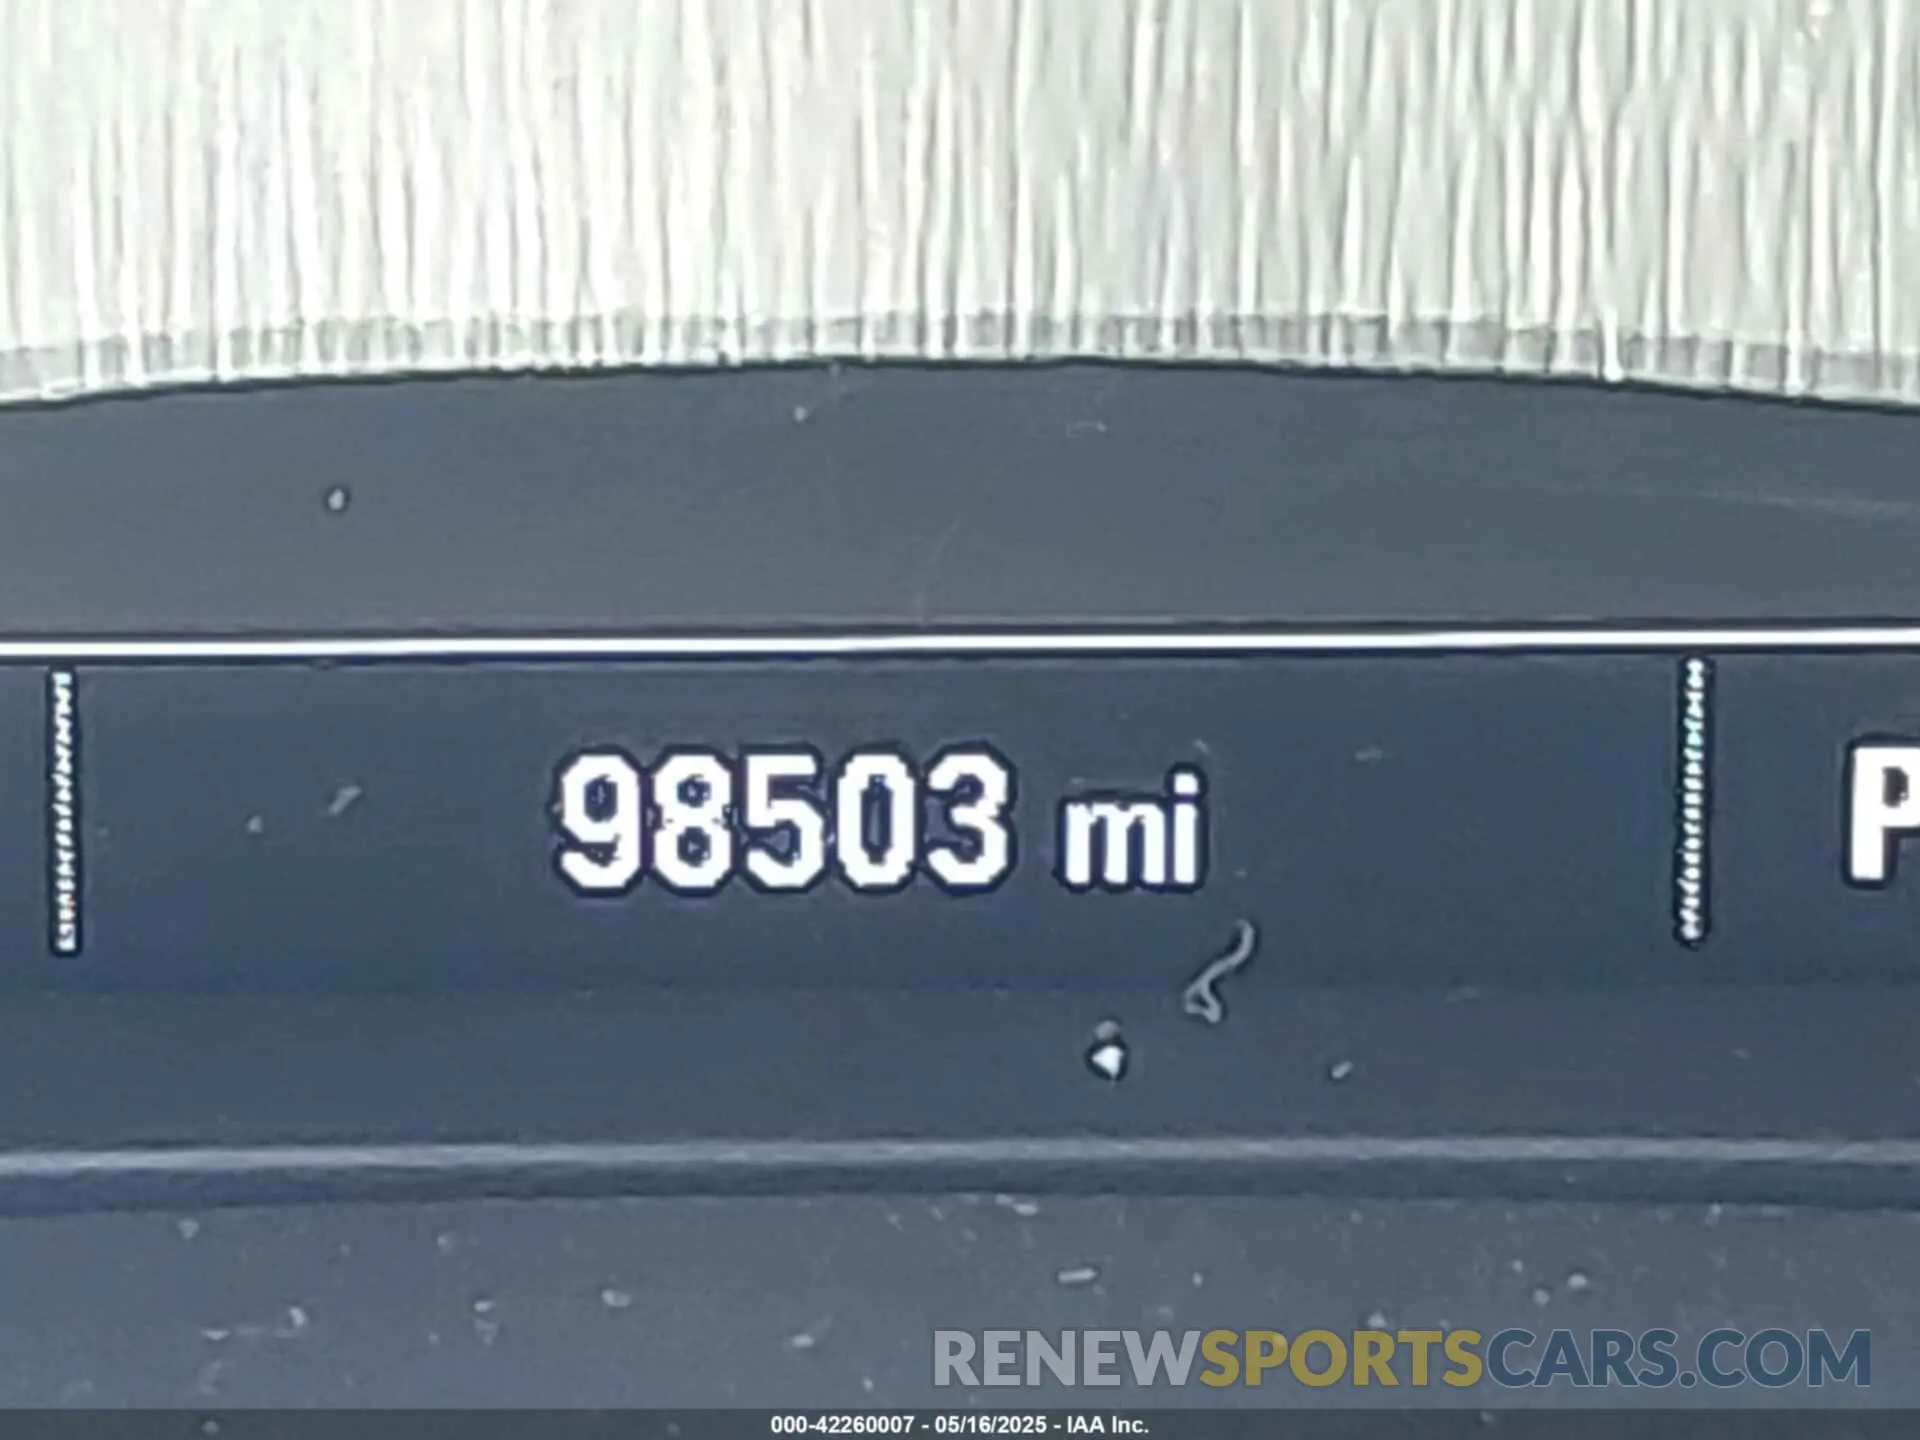 98503 mi
P
RENEWSPORTSCARS.COM
000-42260007 - 05/16/2025 - IAA Inc.